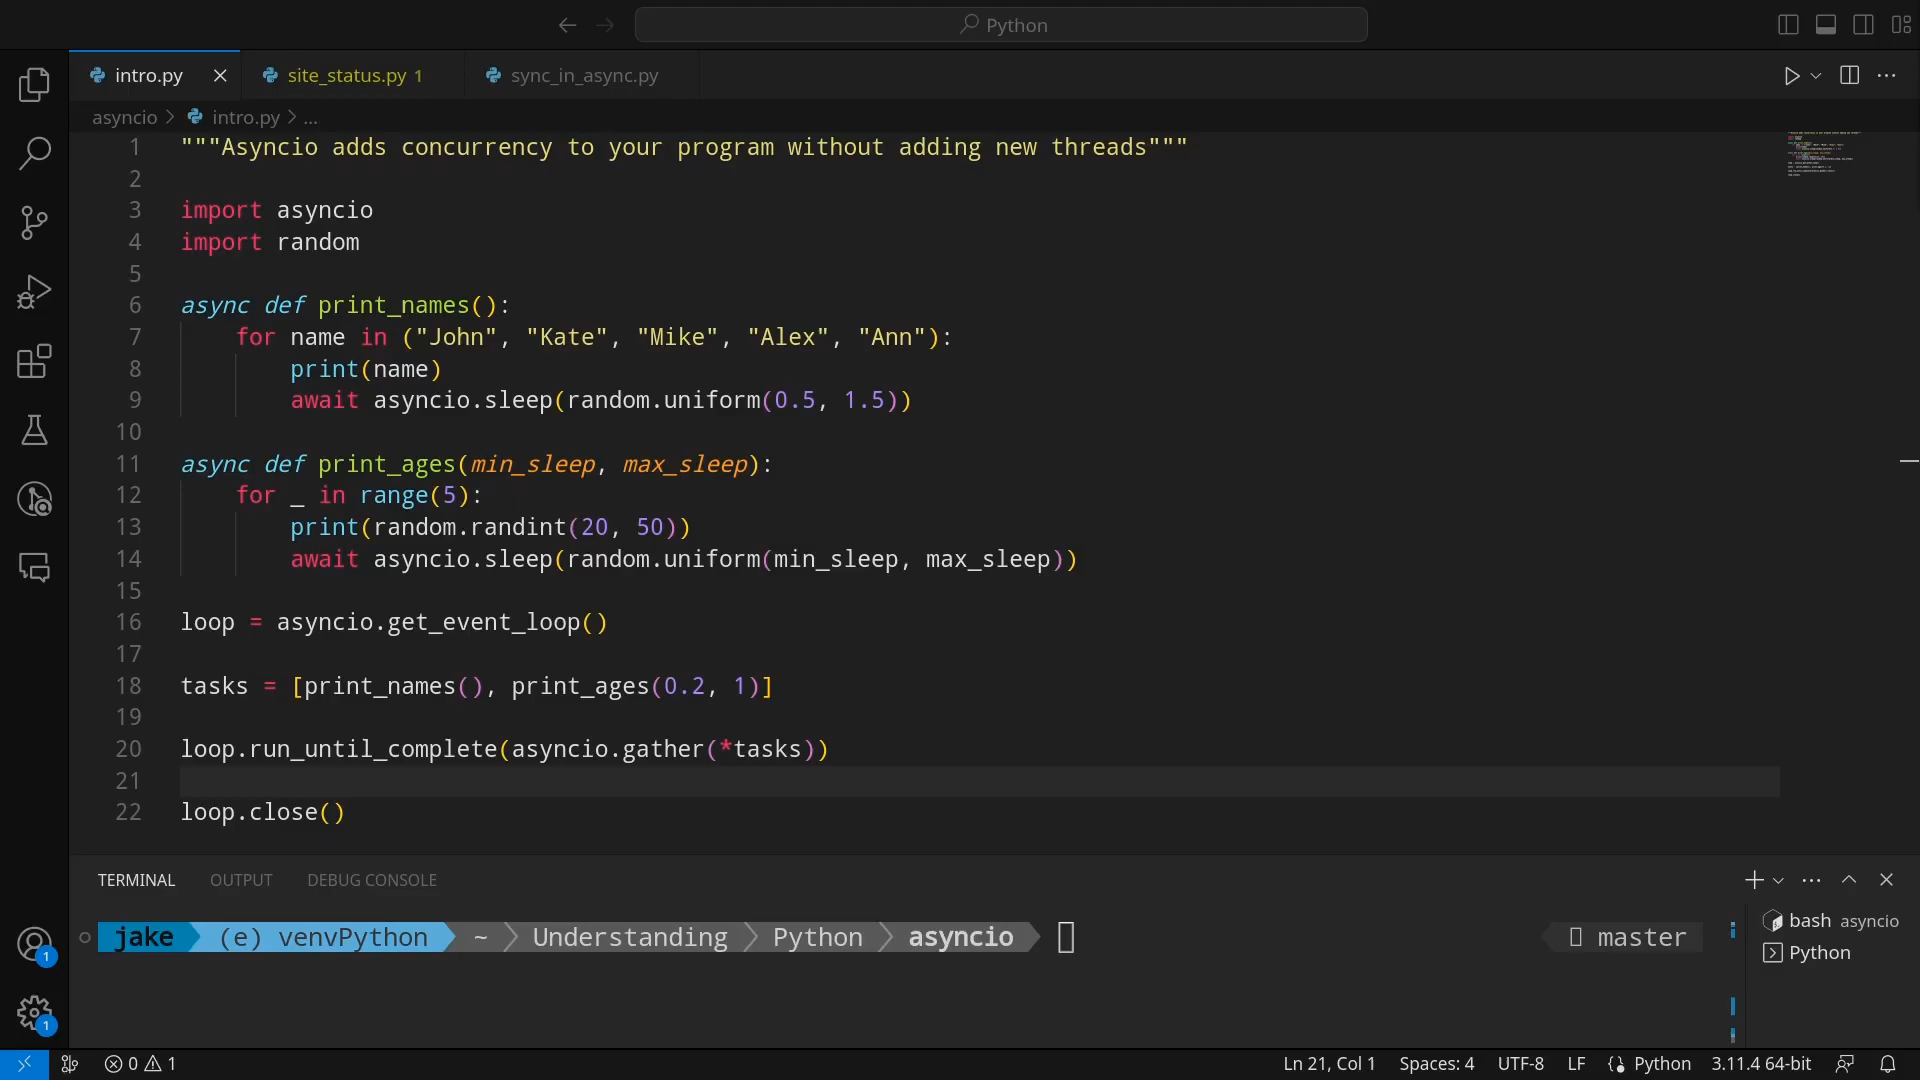 Python
intro.py
site_status.py 1
sync_in_async.py
asyncio > intro.py > ...
1 """Asyncio adds concurrency to your program without adding new threads"""
2
3 import asyncio
4 import random
5
6 async def print_names():
7     for name in ("John", "Kate", "Mike", "Alex", "Ann"):
8         print(name)
9         await asyncio.sleep(random.uniform(0.5, 1.5))
10
11 async def print_ages(min_sleep, max_sleep):
12     for _ in range(5):
13         print(random.randint(20, 50))
14         await asyncio.sleep(random.uniform(min_sleep, max_sleep))
15
16 loop = asyncio.get_event_loop()
17
18 tasks = [print_names(), print_ages(0.2, 1)]
19
20 loop.run_until_complete(asyncio.gather(*tasks))
21
22 loop.close()
TERMINAL OUTPUT DEBUG CONSOLE
jake (e) venvPython ~ Understanding Python asyncio
master
bash asyncio
Python
1
1
0 1
Ln 21, Col 1 Spaces: 4 UTF-8 LF Python 3.11.4 64-bit